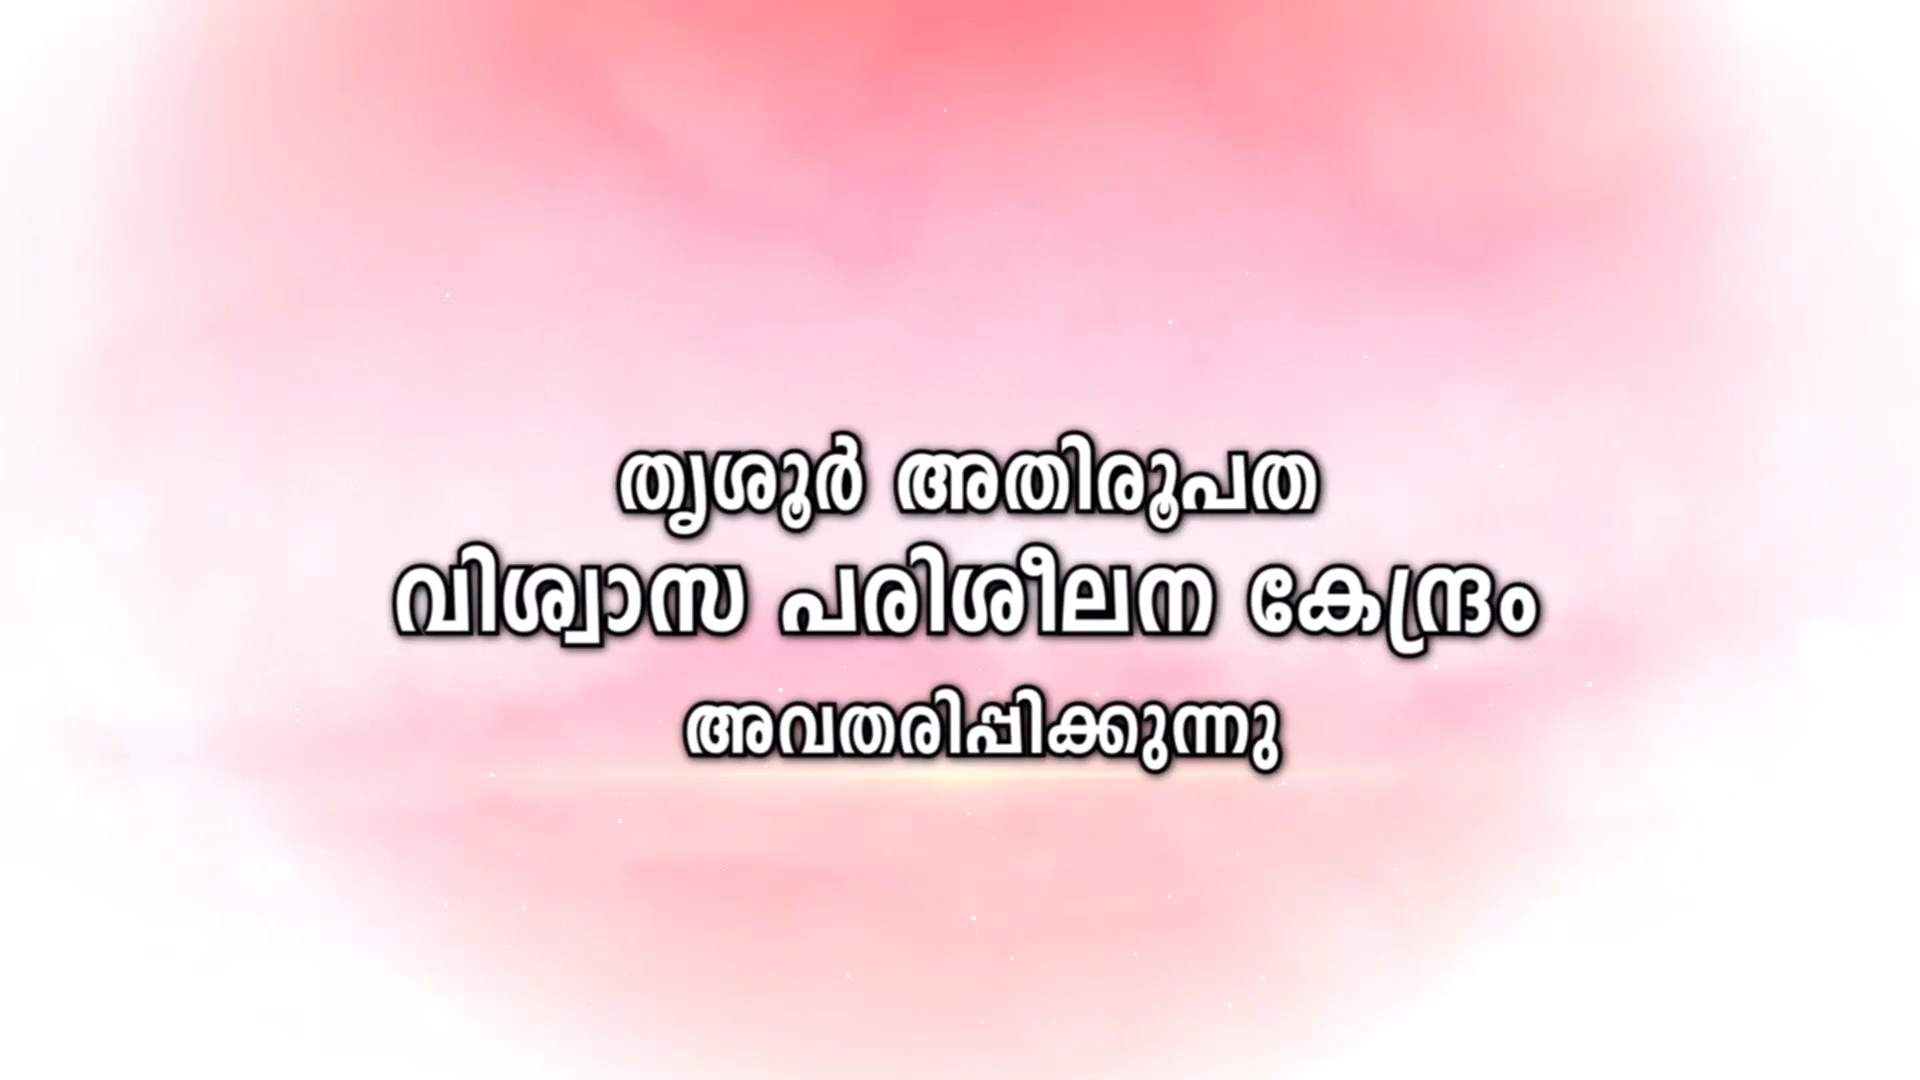 തൃശൂർ അതിരൂപത
വിശ്വാസ പരിശീലന കേന്ദ്രം
അവതരിപ്പിക്കുന്നു